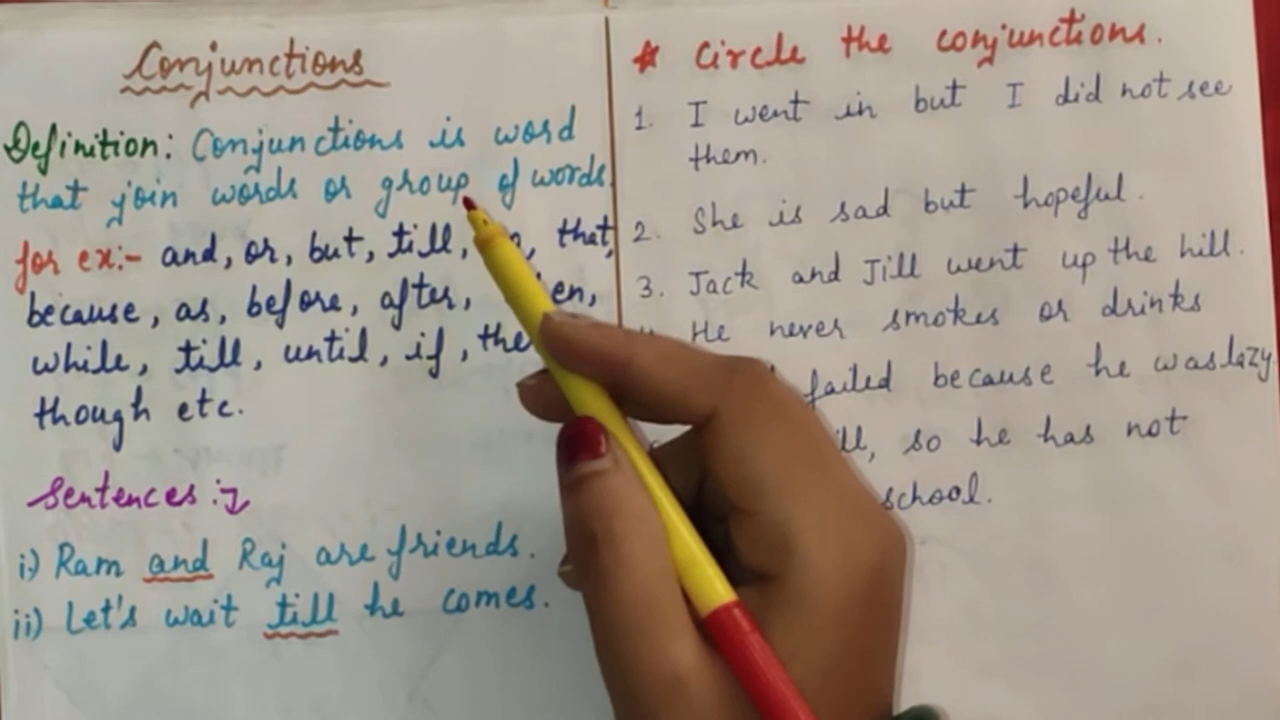 Conjunctions
Definition: Conjunctions is word
that join words or group of words
for ex:- and, or, but, till, that,
because, as, before, after,
while, till, until, if,
though etc.
Sentences :-
i) Ram and Raj are friends.
ii) Let's wait till he comes.
* Circle the conjunctions.
1. I went in but I did not see
them.
2. She is sad but hopeful.
3. Jack and Jill went up the hill.
He never smokes or drinks
failed because he was lazy
so he has not
school.